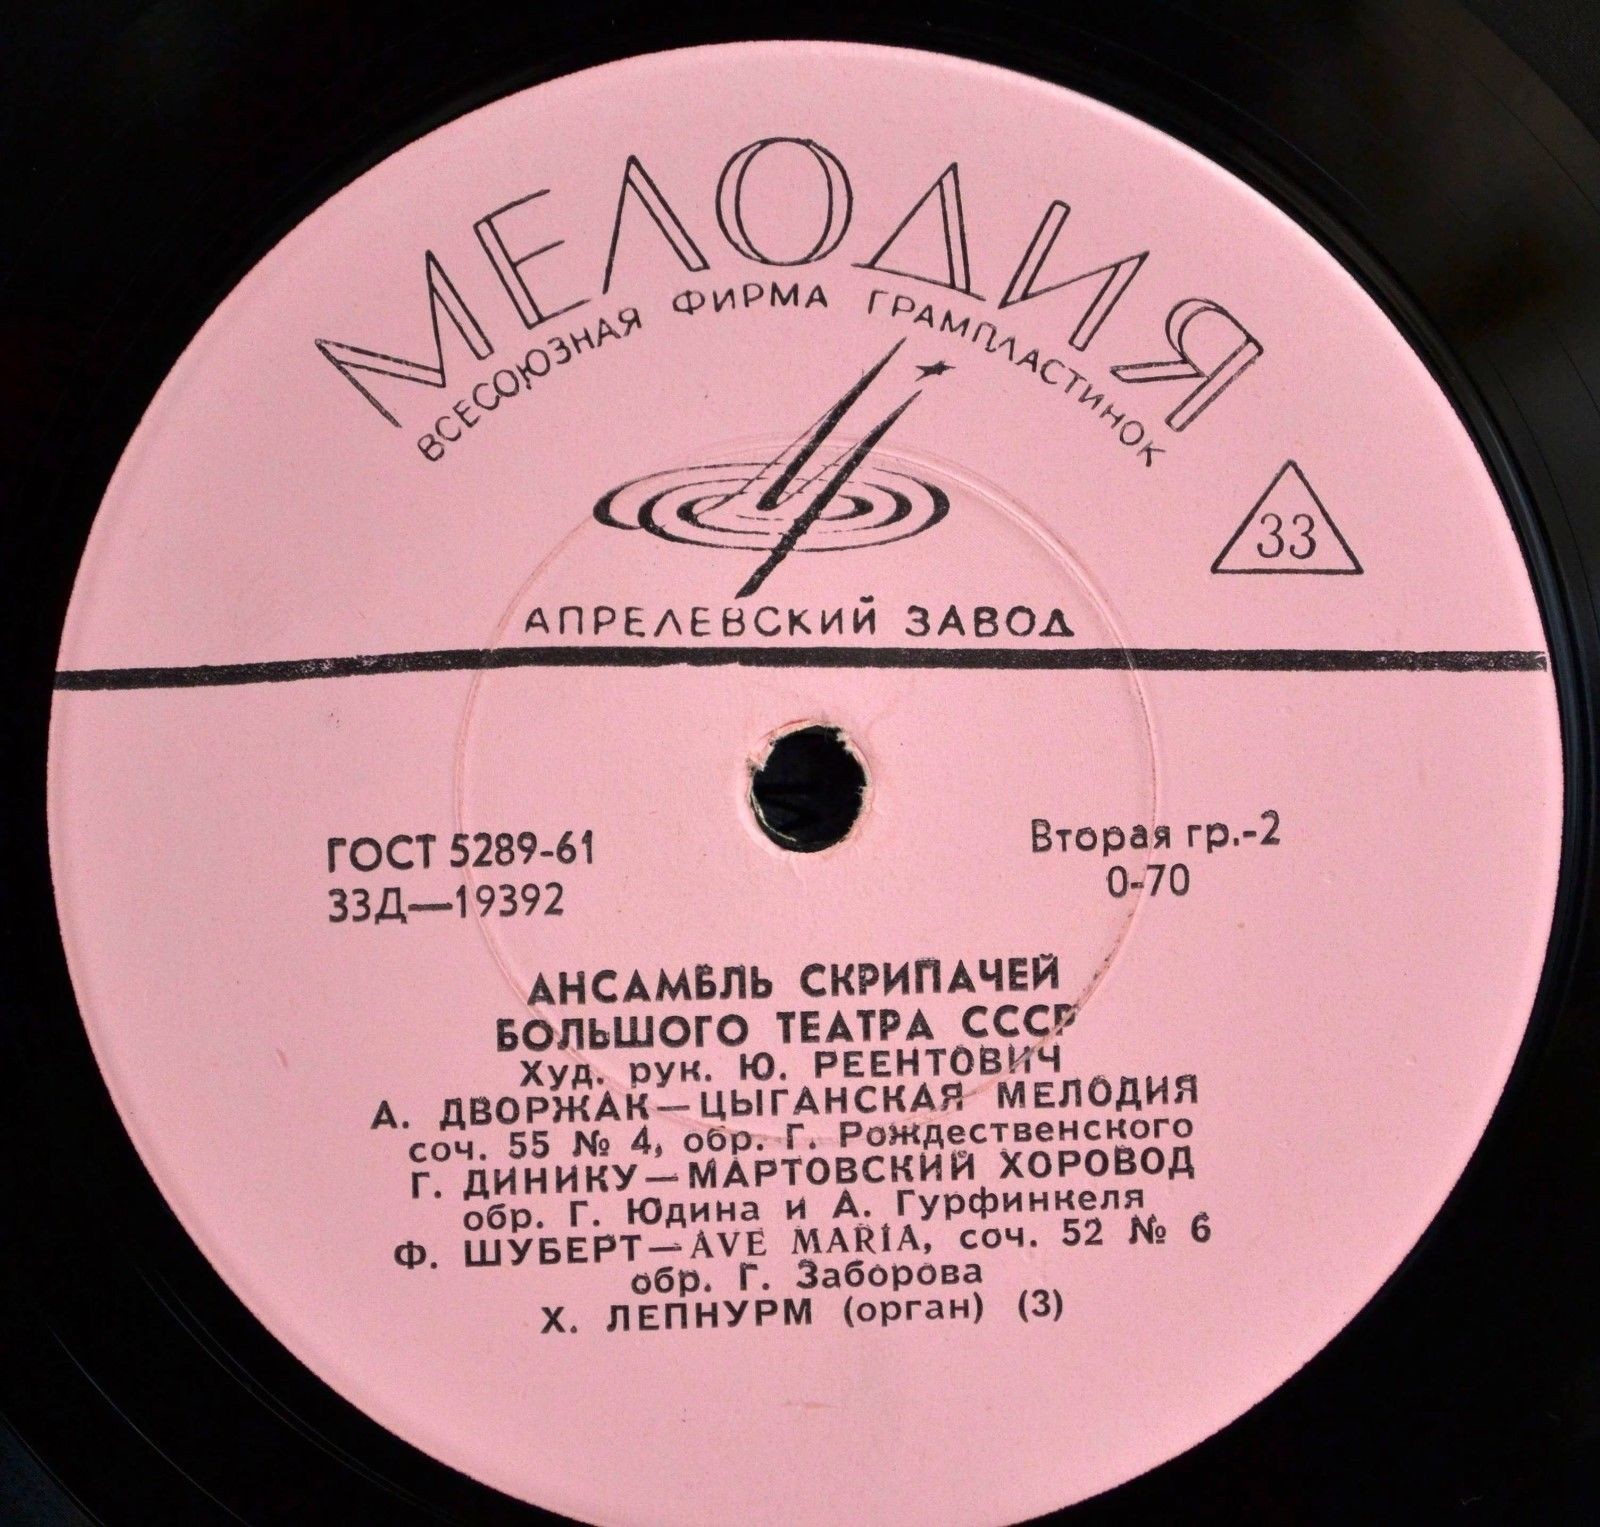 МЕЛОДИЯ
ВСЕСОЮЗНАЯ ФИРМА ГРАМПЛАСТИНОК
33
АПРЕЛЕВСКИЙ ЗАВОД
ГОСТ 5289-61
33Д—19392
Вторая гр.-2
0-70
АНСАМБЛЬ СКРИПАЧЕЙ
БОЛЬШОГО ТЕАТРА СССР
Худ. рук. Ю. РЕЕНТОВИЧ
А. ДВОРЖАК—ЦЫГАНСКАЯ МЕЛОДИЯ
соч. 55 № 4, обр. Г. Рождественского
Г. ДИНИКУ—МАРТОВСКИЙ ХОРОВОД
обр. Г. Юдина и А. Гурфинкеля
Ф. ШУБЕРТ—AVE MARIA, соч. 52 № 6
обр. Г. Заборова
Х. ЛЕПНУРМ (орган) (3)